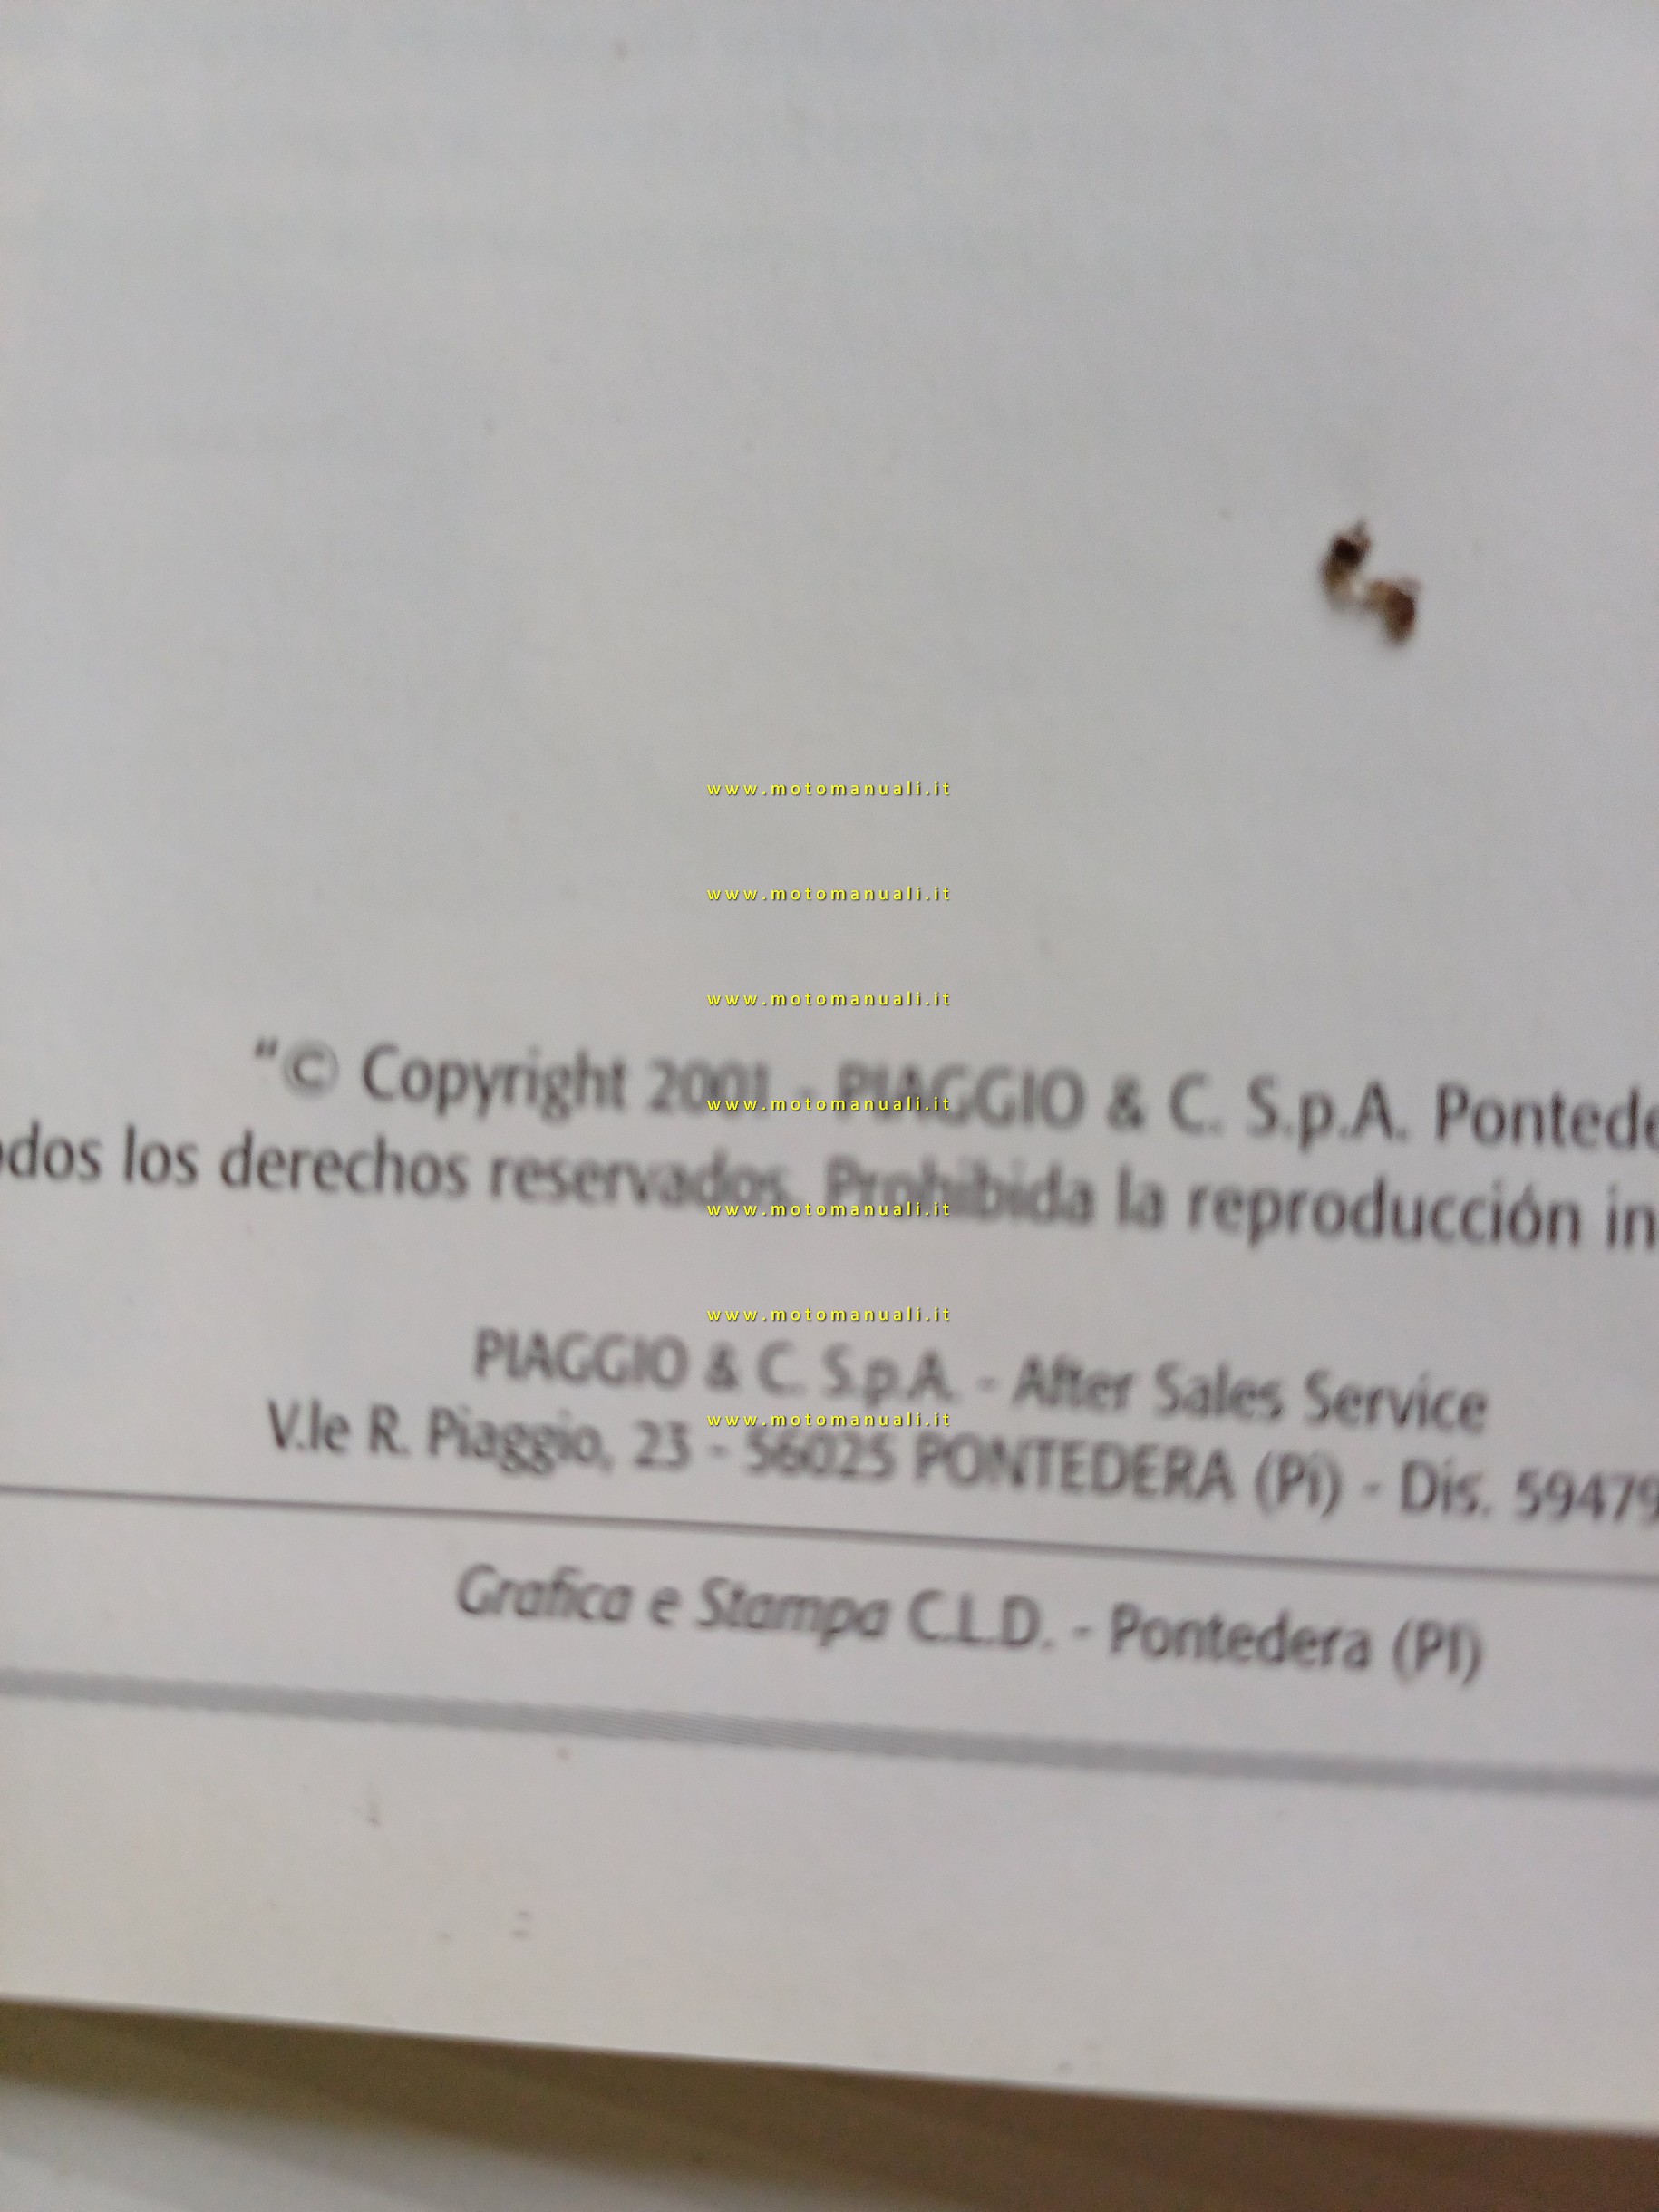 www.motomanuali.it
www.motomanuali.it
www.motomanuali.it
"© Copyright 2001 - PIAGGIO & C. S.p.A. Pontede
www.motomanuali.it
dos los derechos reservados. Prohibida la reproducción in
www.motomanuali.it
www.motomanuali.it
PIAGGIO & C. S.p.A. - After Sales Service
www.motomanuali.it
V.le R. Piaggio, 23 - 56025 PONTEDERA (Pi) - Dis. 59479
Grafica e Stampa C.L.D. - Pontedera (PI)